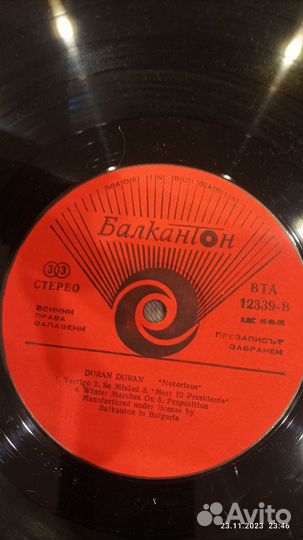 MADE IN BULGARIA
Балкантон
33
СТЕРЕО
ВТА
12339-В
ВСИЧКИ
ПРАВА
ЗАПАЗЕНИ
ПРЕЗАПИСЪТ
ЗАБРАНЕН
DURAN DURAN "Notorious"
1. Vertigo 2. So Misled 3. "Meet El Presidente"
4. Winter Marches On 5. Proposition
Manufactured under license by
Balkanton in Bulgaria
Avito
23.11.2023 23:46